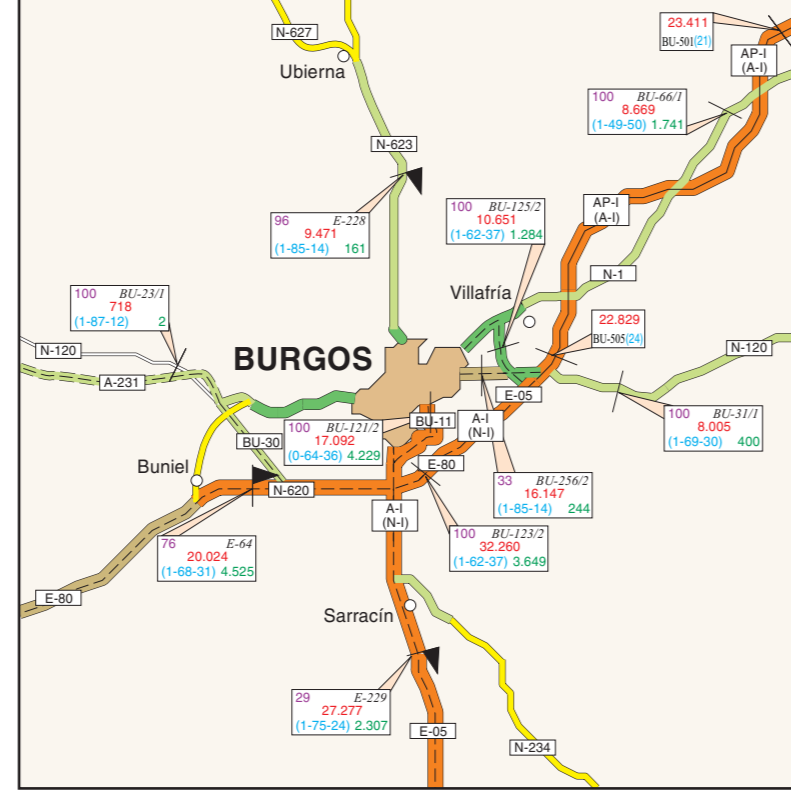 N-627
Ubierna
23.411
BU-501(21)
AP-I
(A-I)
100 BU-66/1
8.669
(1-49-50) 1.741
N-623
96 E-228
9.471
(1-85-14) 161
100 BU-125/2
10.651
(1-62-37) 1.284
AP-I
(A-I)
N-1
Villafría
100 BU-23/1
718
(1-87-12) 2
22.829
BU-505(24)
N-120
BURGOS
N-120
A-231
E-05
100 BU-31/1
8.005
(1-69-30) 400
BU-11
A-I
(N-I)
100 BU-121/2
17.092
(0-64-36) 4.229
BU-30
Buniel
E-80
N-620
33 BU-256/2
16.147
(1-85-14) 244
A-I
(N-I)
100 BU-123/2
32.260
(1-62-37) 3.649
76 E-64
20.024
(1-68-31) 4.525
E-80
Sarracín
29 E-229
27.277
(1-75-24) 2.307
E-05
N-234